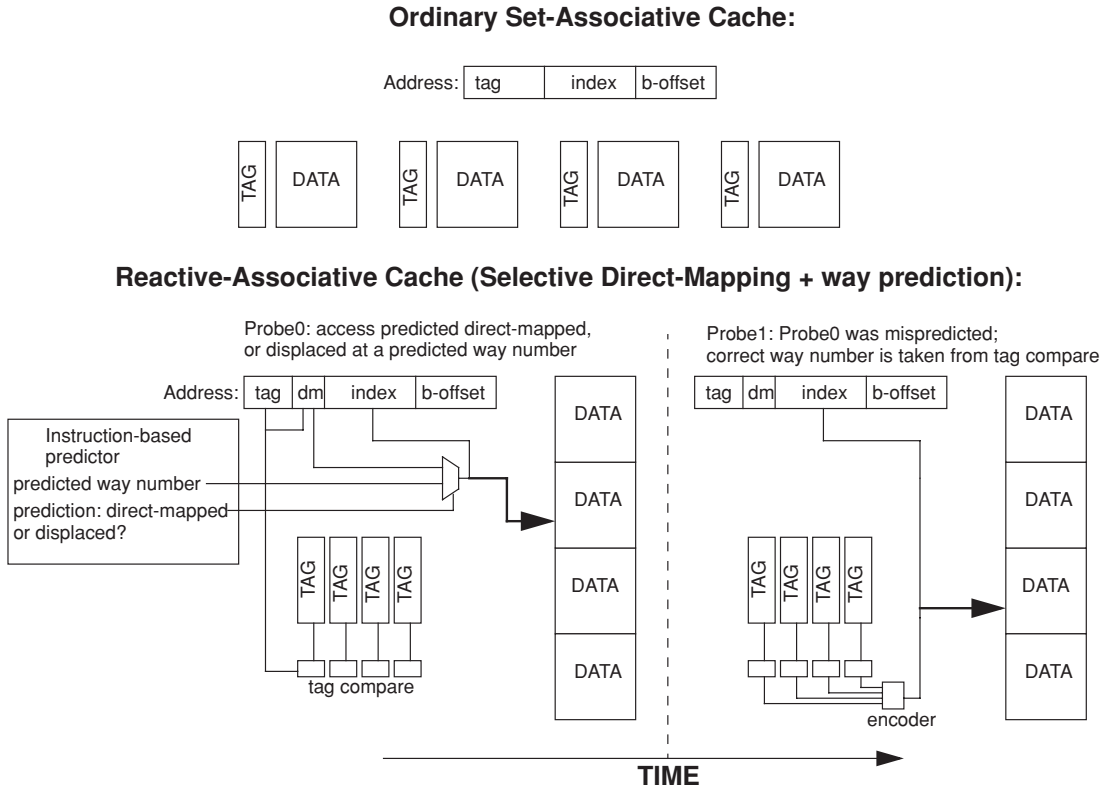 Ordinary Set-Associative Cache:
Address: tag index b-offset
TAG DATA TAG DATA TAG DATA TAG DATA
Reactive-Associative Cache (Selective Direct-Mapping + way prediction):
Probe0: access predicted direct-mapped,
or displaced at a predicted way number
Address: tag dm index b-offset
Instruction-based
predictor
predicted way number
prediction: direct-mapped
or displaced?
TAG TAG TAG TAG
tag compare
DATA
DATA
DATA
DATA
Probe1: Probe0 was mispredicted;
correct way number is taken from tag compare
tag dm index b-offset
TAG TAG TAG TAG
encoder
DATA
DATA
DATA
DATA
TIME